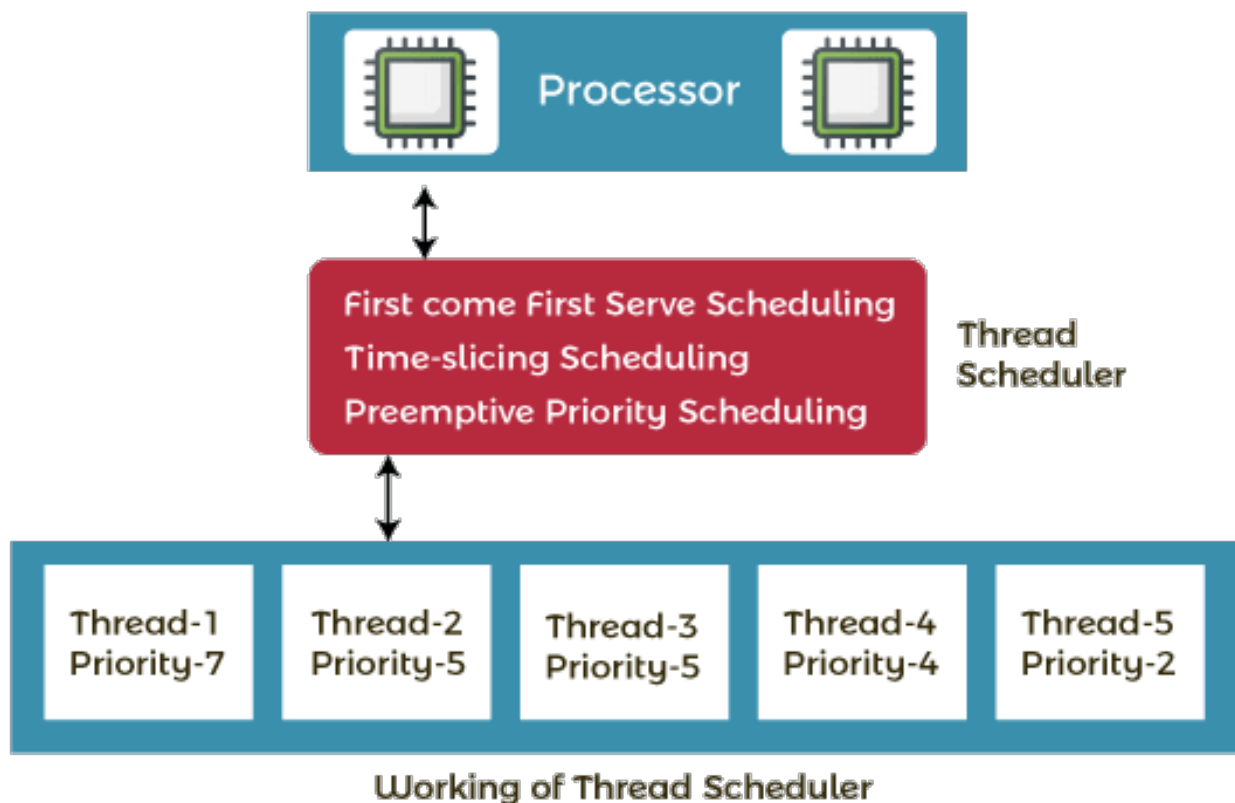 Processor
First come First Serve Scheduling
Time-slicing Scheduling
Preemptive Priority Scheduling
Thread
Scheduler
Thread-1
Priority-7
Thread-2
Priority-5
Thread-3
Priority-5
Thread-4
Priority-4
Thread-5
Priority-2
Working of Thread Scheduler